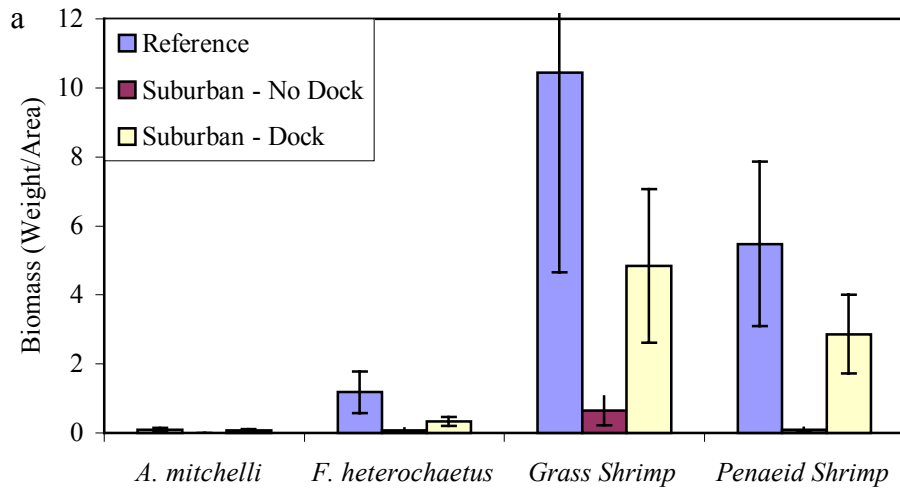 a
12
10
8
6
4
2
0
Biomass (Weight/Area)
Reference
Suburban - No Dock
Suburban - Dock
A. mitchelli F. heterochaetus Grass Shrimp Penaeid Shrimp